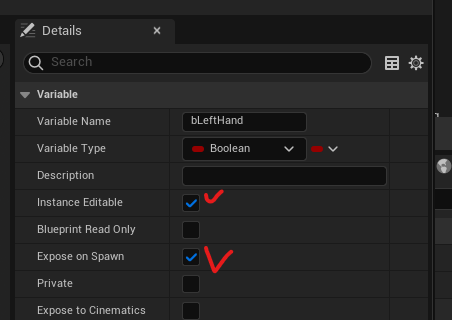 Details
Search
Variable
Variable Name bLeftHand
Variable Type Boolean
Description
Instance Editable
Blueprint Read Only
Expose on Spawn
Private
Expose to Cinematics